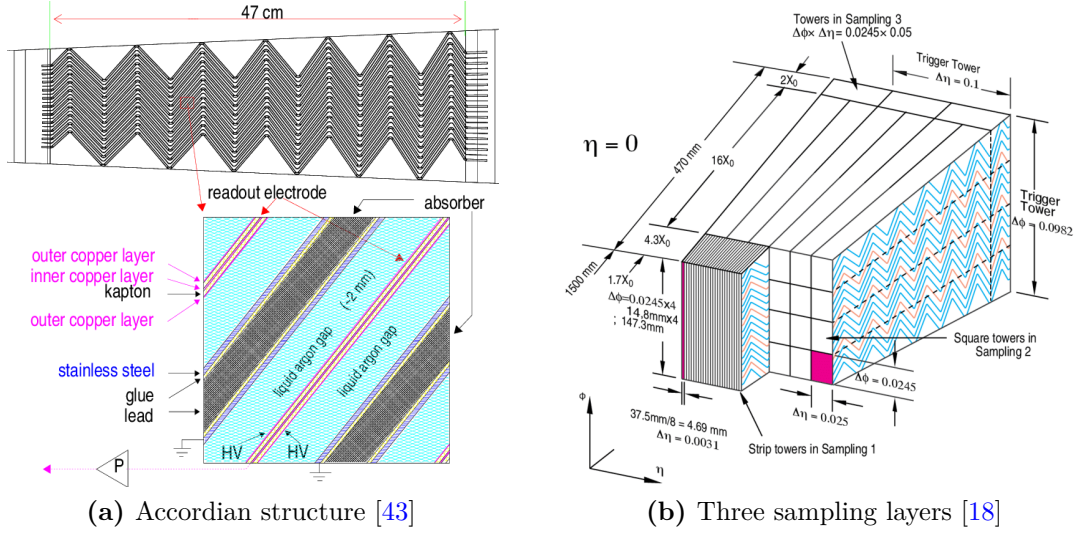 47 cm
readout electrode
absorber
outer copper layer
inner copper layer
kapton
outer copper layer
stainless steel
glue
lead
liquid argon gap
(~2 mm)
liquid argon gap
HV
HV
P
(a) Accordian structure [43]
Towers in Sampling 3
Δφ× Δη = 0.0245× 0.05
Trigger Tower
Δη = 0.1
2X0
16X0
470 mm
η = 0
4.3X0
1500 mm
1.7X0
Δφ=0.0245x4
14.8mmx4
; 147.3mm
Trigger
Tower
Δφ = 0.0982
Square towers in
Sampling 2
Δφ = 0.0245
Δη = 0.025
37.5mm/8 = 4.69 mm
Δη = 0.0031
Strip towers in Sampling 1
φ
η
(b) Three sampling layers [18]